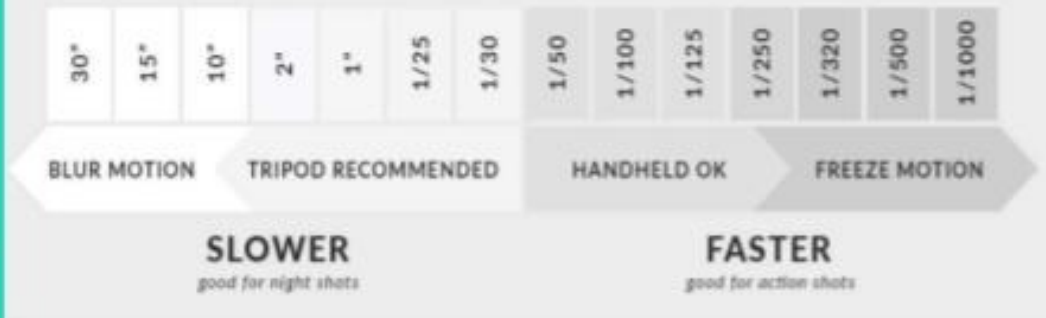 30" 15" 10" 2" 1" 1/25 1/30 1/50 1/100 1/125 1/250 1/320 1/500 1/1000
BLUR MOTION TRIPOD RECOMMENDED HANDHELD OK FREEZE MOTION
SLOWER FASTER
good for night shots good for action shots